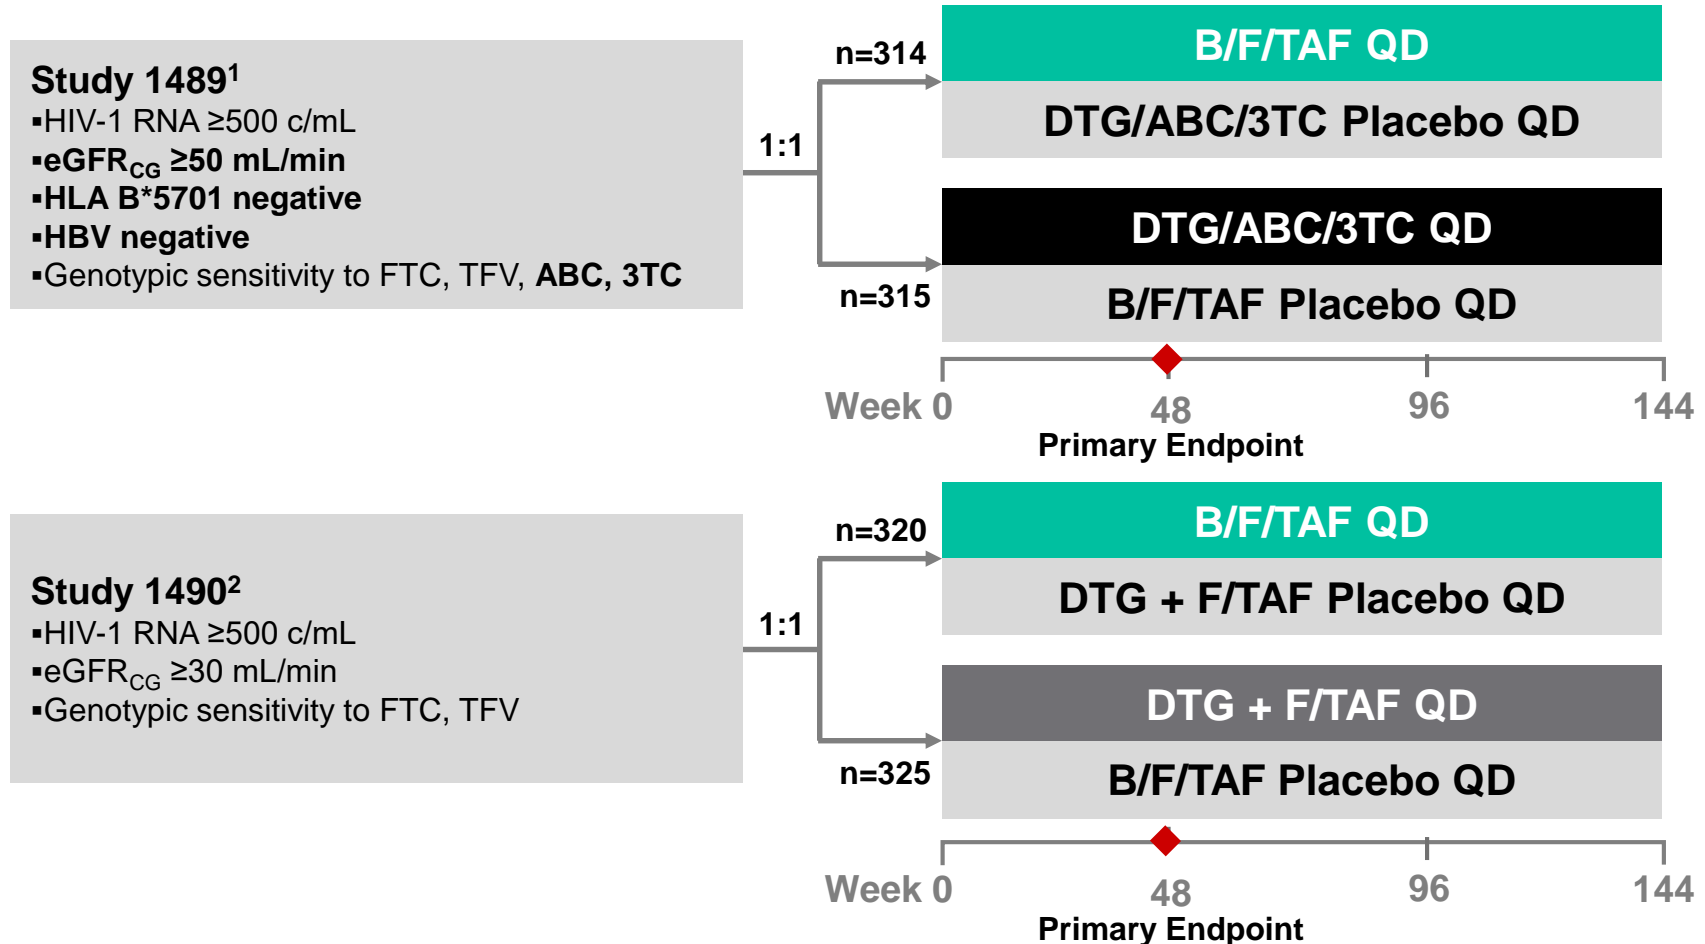 Study 1489¹
▪HIV-1 RNA ≥500 c/mL
▪eGFR_CG ≥50 mL/min
▪HLA B*5701 negative
▪HBV negative
▪Genotypic sensitivity to FTC, TFV, ABC, 3TC
1:1
n=314
B/F/TAF QD
DTG/ABC/3TC Placebo QD
n=315
DTG/ABC/3TC QD
B/F/TAF Placebo QD
Week 0 48 96 144
Primary Endpoint
Study 1490²
▪HIV-1 RNA ≥500 c/mL
▪eGFR_CG ≥30 mL/min
▪Genotypic sensitivity to FTC, TFV
1:1
n=320
B/F/TAF QD
DTG + F/TAF Placebo QD
n=325
DTG + F/TAF QD
B/F/TAF Placebo QD
Week 0 48 96 144
Primary Endpoint